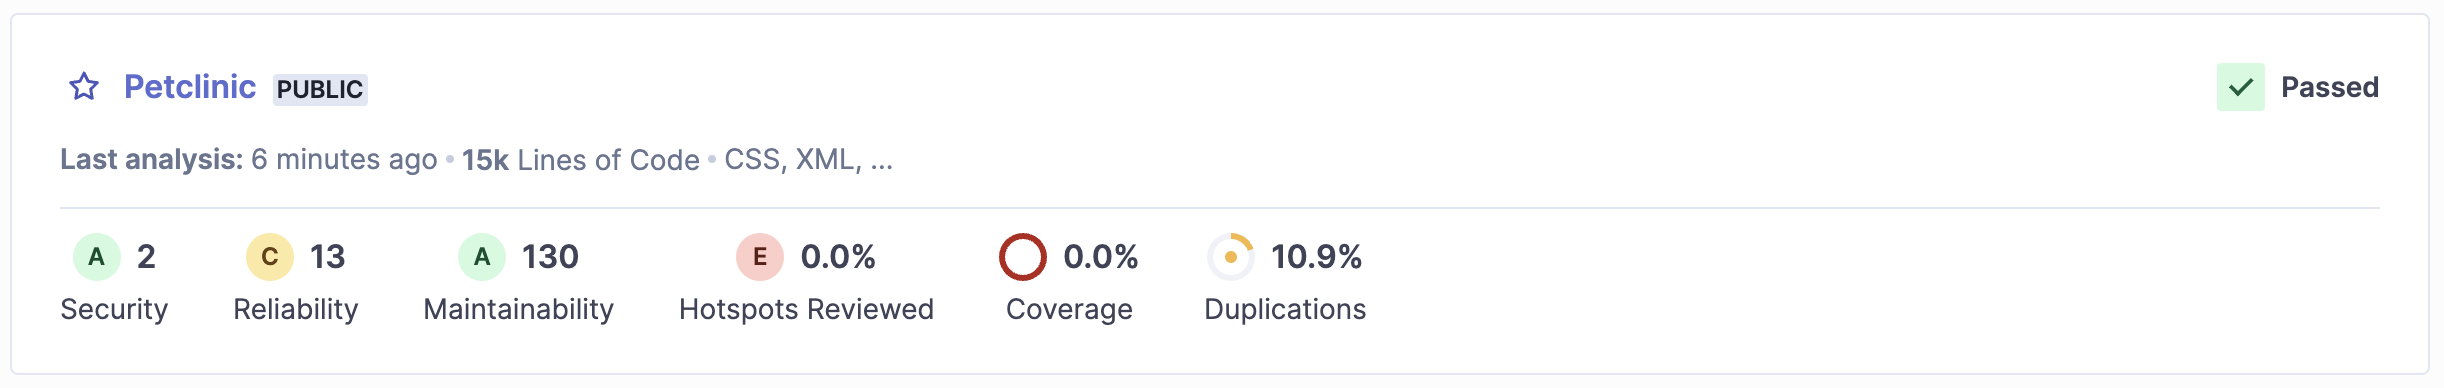 Petclinic PUBLIC
Passed
Last analysis: 6 minutes ago • 15k Lines of Code • CSS, XML, ...
A 2 C 13 A 130 E 0.0% 0.0% 10.9%
Security Reliability Maintainability Hotspots Reviewed Coverage Duplications